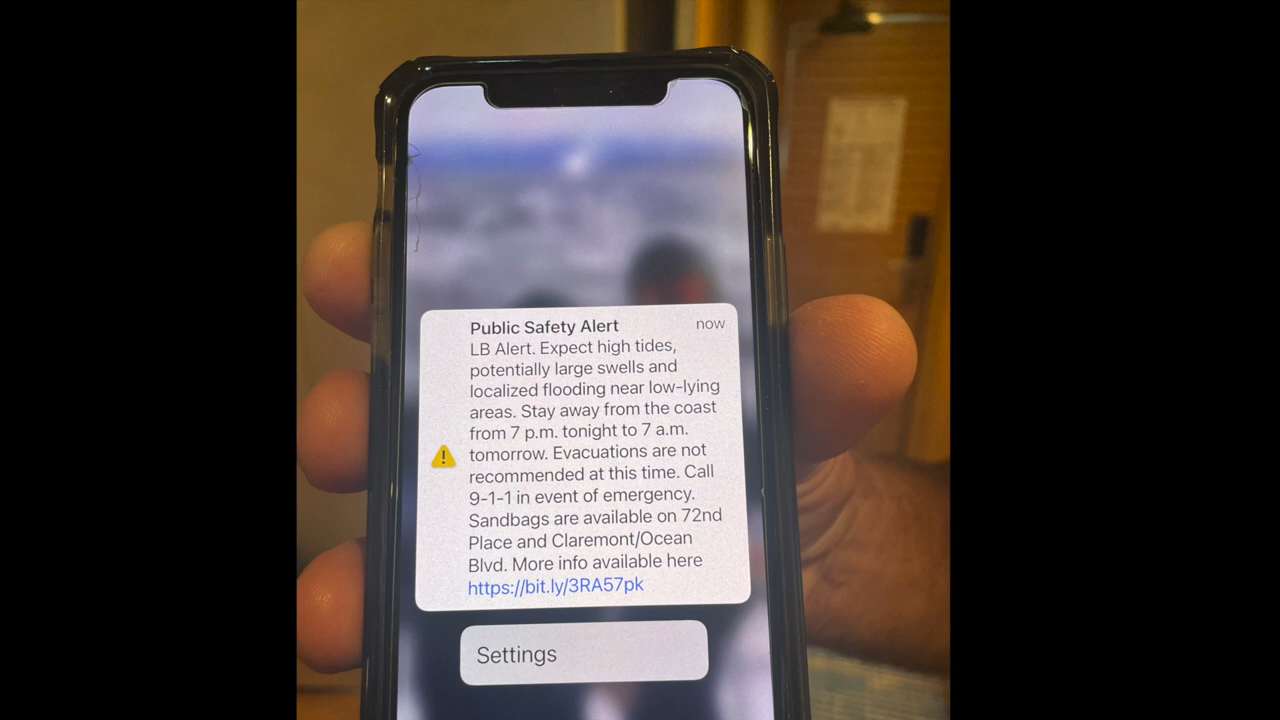 Public Safety Alert
now
LB Alert. Expect high tides,
potentially large swells and
localized flooding near low-lying
areas. Stay away from the coast
from 7 p.m. tonight to 7 a.m.
tomorrow. Evacuations are not
recommended at this time. Call
9-1-1 in event of emergency.
Sandbags are available on 72nd
Place and Claremont/Ocean
Blvd. More info available here
https://bit.ly/3RA57pk
Settings